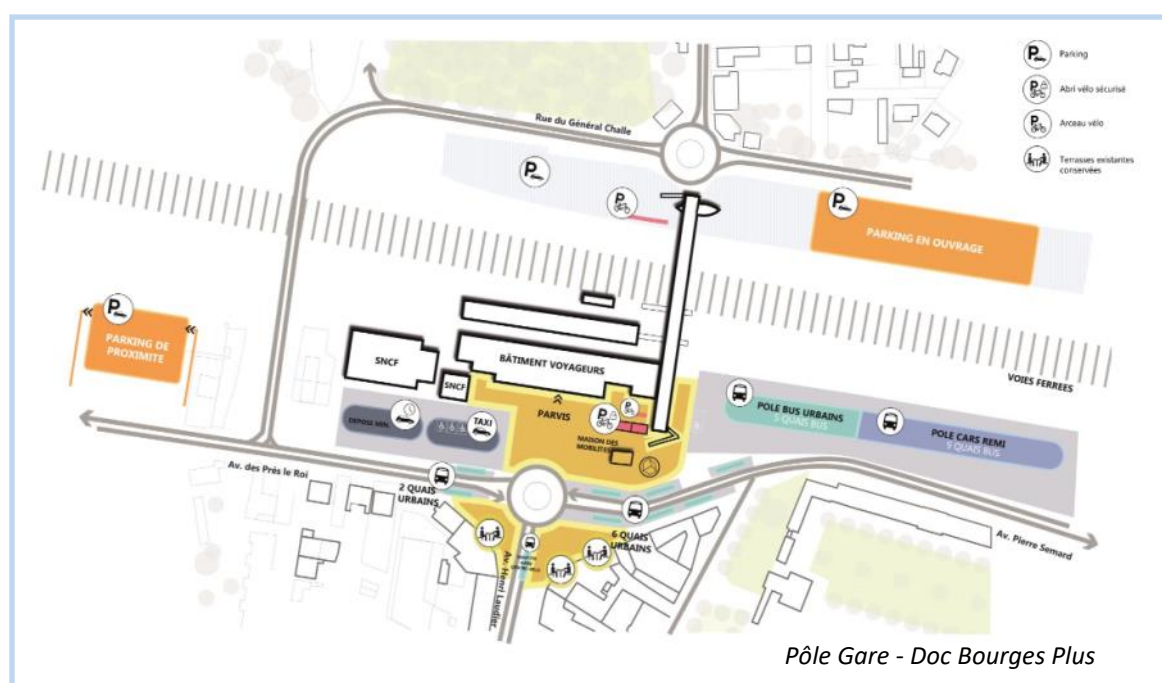 Parking
Abri vélo sécurisé
Arceau vélo
Terrasses existantes
conservées
Rue du Général Challe
PARKING EN OUVRAGE
PARKING DE
PROXIMITE
SNCF
SNCF
BÂTIMENT VOYAGEURS
VOIES FERREES
PARVIS
TAXI
MAISON DES
MOBILITES
POLE BUS URBAINS
5 QUAIS BUS
POLE CARS REMI
5 QUAIS BUS
Av. des Prés le Roi
2 QUAIS
URBAINS
6 QUAIS
URBAINS
Av. Henri Laudier
Av. Pierre Semard
Pôle Gare - Doc Bourges Plus